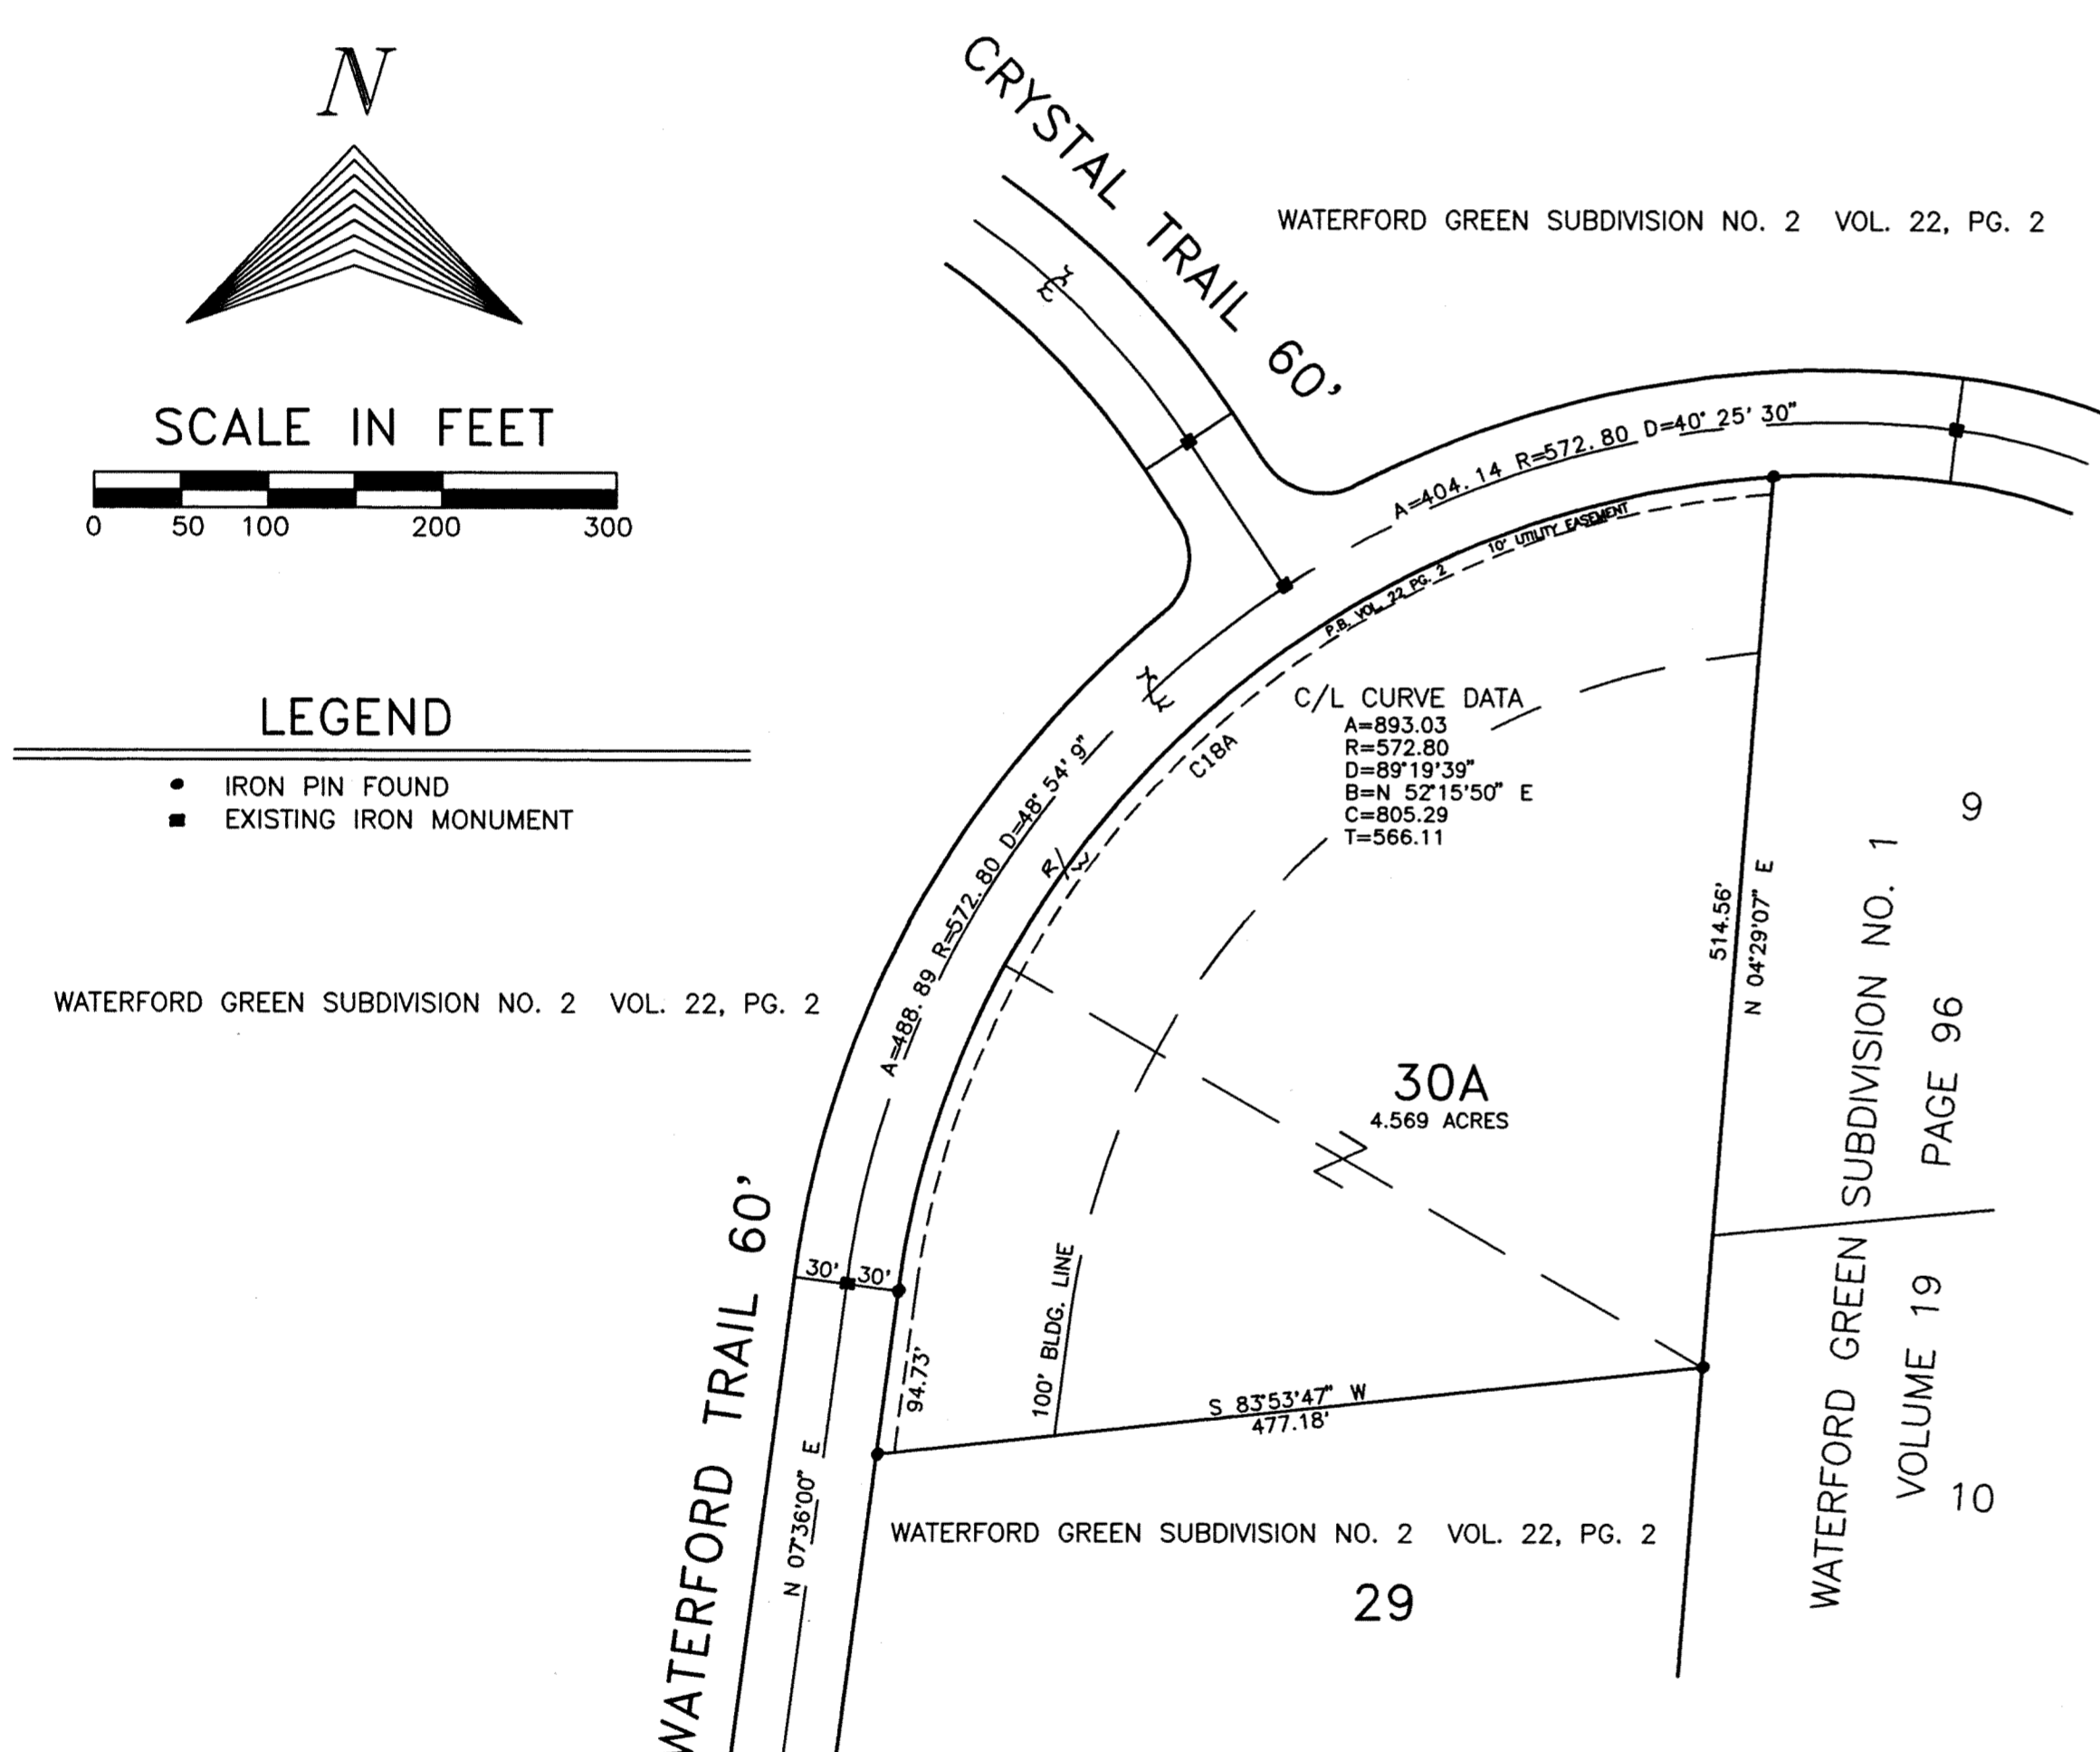 N
CRYSTAL TRAIL 60'
WATERFORD GREEN SUBDIVISION NO. 2 VOL. 22, PG. 2
SCALE IN FEET
0 50 100 200 300
A=404.14 R=572.80 D=40° 25' 30"
10' UTILITY EASEMENT
P.B. VOL. 22 PG. 2
LEGEND
IRON PIN FOUND
EXISTING IRON MONUMENT
C/L CURVE DATA
A=893.03
R=572.80
D=89°19'39"
B=N 52°15'50" E
C=805.29
T=566.11
C18A
R/W
A=488.89 R=572.80 D=48° 54' 9"
WATERFORD GREEN SUBDIVISION NO. 2 VOL. 22, PG. 2
514.56'
N 04°29'07" E
9
WATERFORD GREEN SUBDIVISION NO. 1
VOLUME 19 PAGE 96
30A
4.569 ACRES
WATERFORD TRAIL 60'
30' 30'
94.73'
100' BLDG. LINE
S 83°53'47" W
477.18'
N 07°36'00" E
10
WATERFORD GREEN SUBDIVISION NO. 2 VOL. 22, PG. 2
29